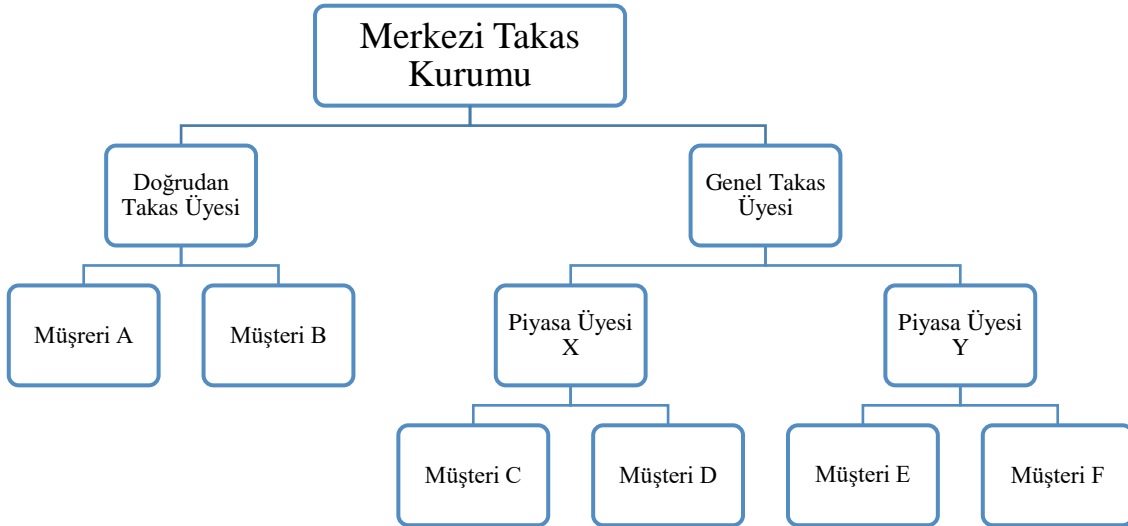 Merkezi Takas
Kurumu
Doğrudan
Takas Üyesi
Genel Takas
Üyesi
Müşreri A
Müşteri B
Piyasa Üyesi
X
Piyasa Üyesi
Y
Müşteri C
Müşteri D
Müşteri E
Müşteri F